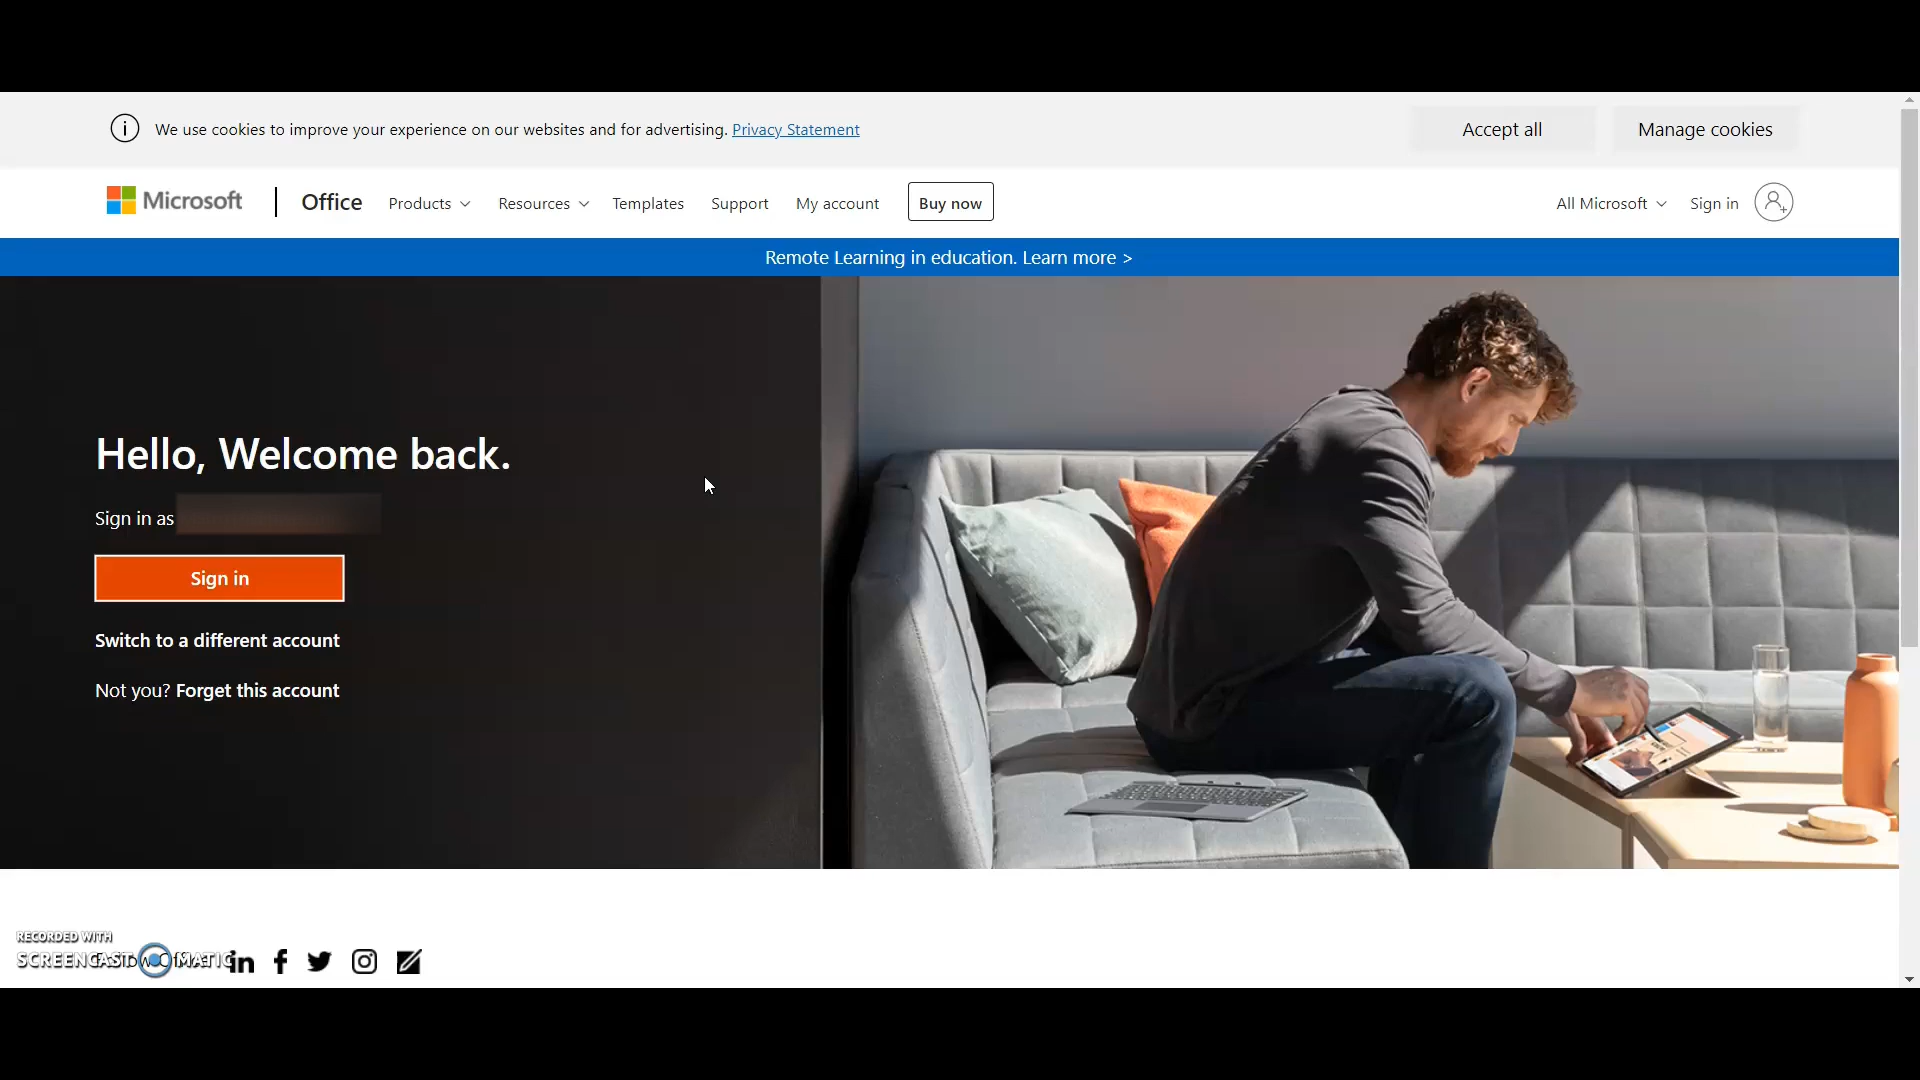 We use cookies to improve your experience on our websites and for advertising. Privacy Statement
Accept all
Manage cookies
Microsoft
Office
Products
Resources
Templates
Support
My account
Buy now
All Microsoft
Sign in
Remote Learning in education. Learn more >
Hello, Welcome back.
Sign in as
Sign in
Switch to a different account
Not you? Forget this account
RECORDED WITH
SCREENCAST MATIC